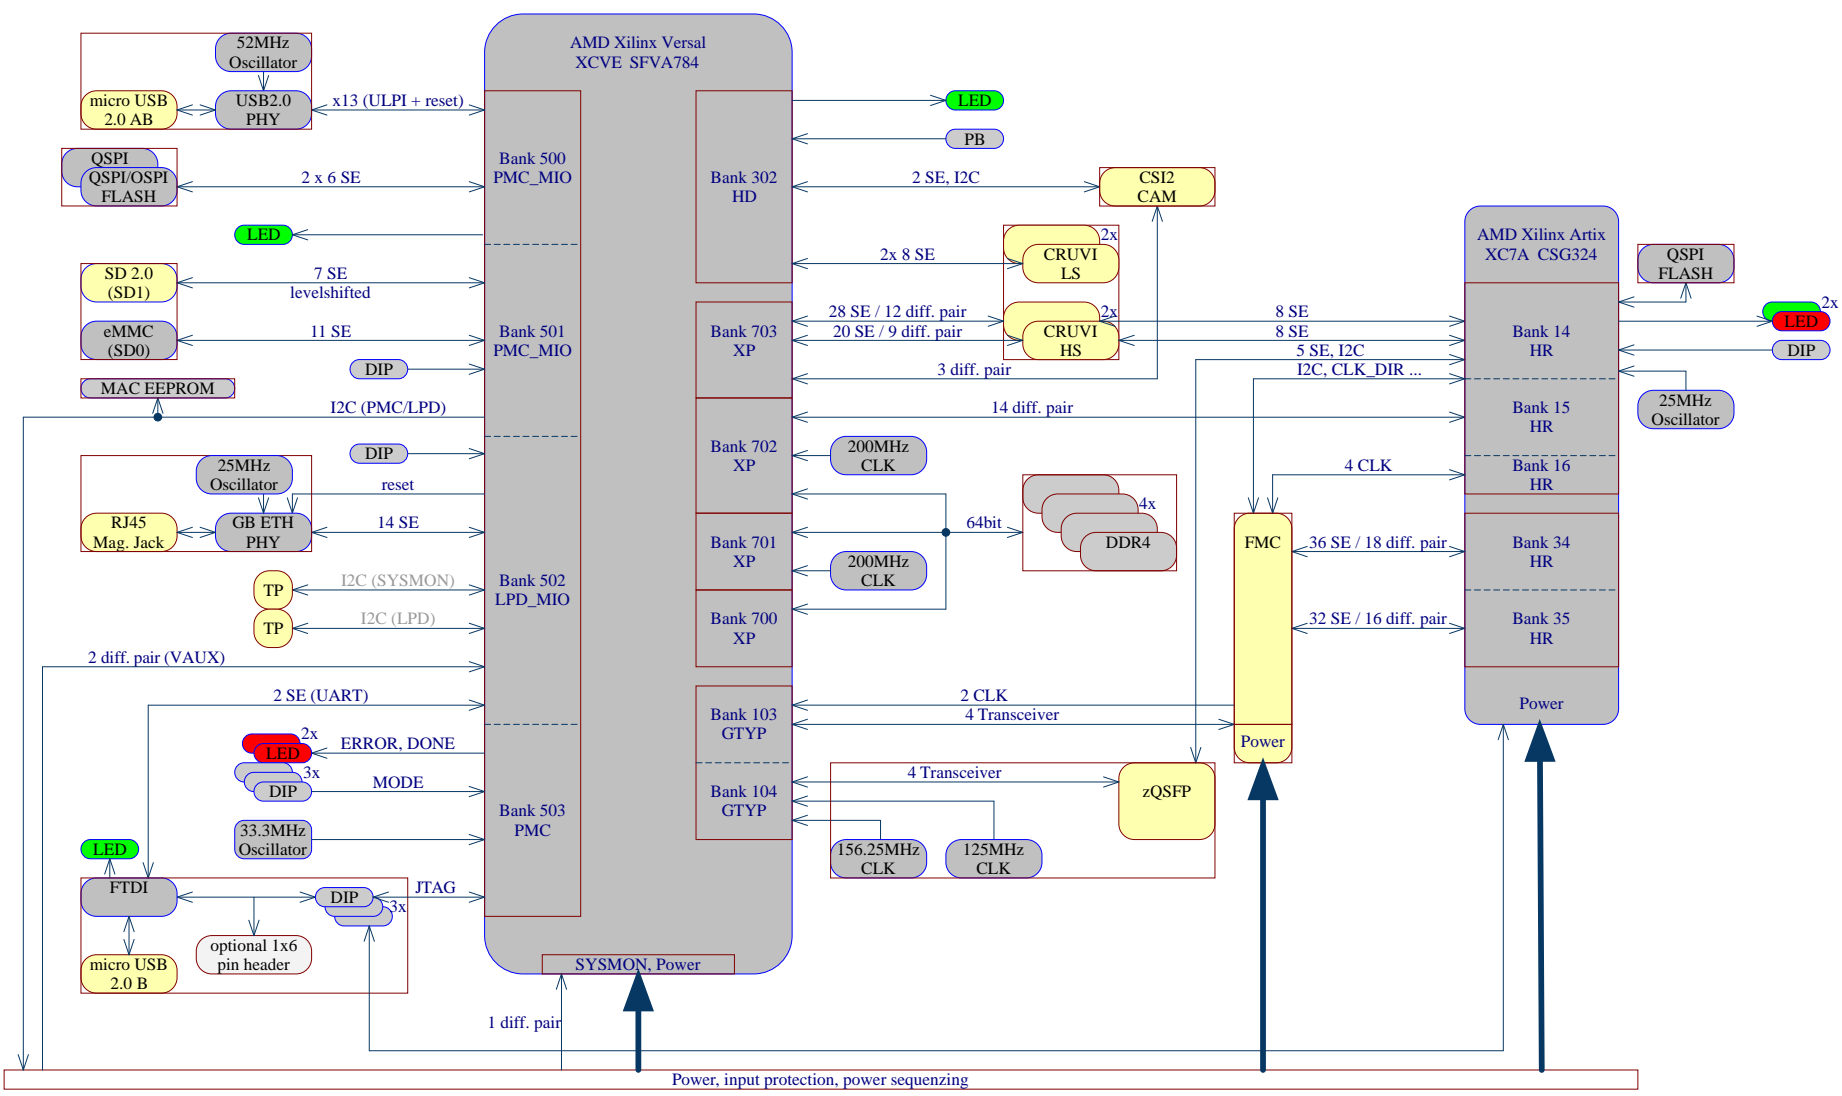 AMD Xilinx Versal
XCVE SFVA784
52MHz
Oscillator
micro USB
2.0 AB
USB2.0
PHY
x13 (ULPI + reset)
QSPI
QSPI/OSPI
FLASH
2 x 6 SE
LED
SD 2.0
(SD1)
7 SE
levelshifted
eMMC
(SD0)
11 SE
DIP
MAC EEPROM
I2C (PMC/LPD)
DIP
25MHz
Oscillator
reset
RJ45
Mag. Jack
GB ETH
PHY
14 SE
TP
I2C (SYSMON)
TP
I2C (LPD)
2 diff. pair (VAUX)
2 SE (UART)
2x
LED
ERROR, DONE
3x
DIP
MODE
33.3MHz
Oscillator
LED
FTDI
DIP
3x
JTAG
optional 1x6
pin header
micro USB
2.0 B
Bank 500
PMC_MIO
Bank 501
PMC_MIO
Bank 502
LPD_MIO
Bank 503
PMC
SYSMON, Power
1 diff. pair
Bank 302
HD
Bank 703
XP
Bank 702
XP
Bank 701
XP
Bank 700
XP
Bank 103
GTYP
Bank 104
GTYP
LED
PB
2 SE, I2C
CSI2
CAM
2x 8 SE
2x
CRUVI
LS
28 SE / 12 diff. pair
20 SE / 9 diff. pair
2x
CRUVI
HS
3 diff. pair
8 SE
8 SE
5 SE, I2C
I2C, CLK_DIR ...
14 diff. pair
200MHz
CLK
4 CLK
64bit
4x
DDR4
200MHz
CLK
FMC
Power
36 SE / 18 diff. pair
32 SE / 16 diff. pair
2 CLK
4 Transceiver
4 Transceiver
zQSFP
156.25MHz
CLK
125MHz
CLK
AMD Xilinx Artix
XC7A CSG324
Bank 14
HR
Bank 15
HR
Bank 16
HR
Bank 34
HR
Bank 35
HR
Power
QSPI
FLASH
2x
LED
DIP
25MHz
Oscillator
Power, input protection, power sequenzing